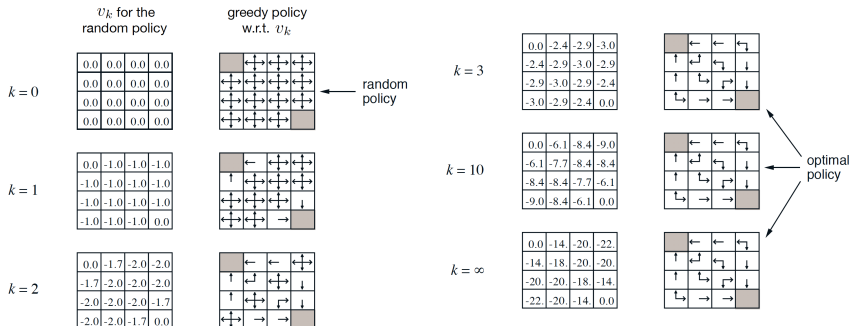 v_k for the
random policy
greedy policy
w.r.t. v_k
k = 0
0.0 0.0 0.0 0.0
0.0 0.0 0.0 0.0
0.0 0.0 0.0 0.0
0.0 0.0 0.0 0.0
random
policy
k = 1
0.0 -1.0 -1.0 -1.0
-1.0 -1.0 -1.0 -1.0
-1.0 -1.0 -1.0 -1.0
-1.0 -1.0 -1.0 0.0
k = 2
0.0 -1.7 -2.0 -2.0
-1.7 -2.0 -2.0 -2.0
-2.0 -2.0 -2.0 -1.7
-2.0 -2.0 -1.7 0.0
k = 3
0.0 -2.4 -2.9 -3.0
-2.4 -2.9 -3.0 -2.9
-2.9 -3.0 -2.9 -2.4
-3.0 -2.9 -2.4 0.0
k = 10
0.0 -6.1 -8.4 -9.0
-6.1 -7.7 -8.4 -8.4
-8.4 -8.4 -7.7 -6.1
-9.0 -8.4 -6.1 0.0
optimal
policy
k = ∞
0.0 -14. -20. -22.
-14. -18. -20. -20.
-20. -20. -18. -14.
-22. -20. -14. 0.0